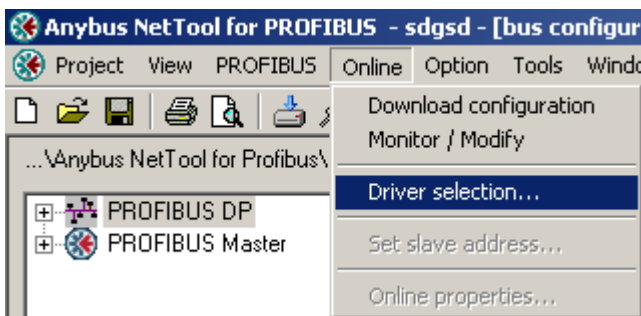 Anybus NetTool for PROFIBUS - sdgsd - [bus configur
Project View PROFIBUS Online Option Tools Windo
Download configuration
Monitor / Modify
...\Anybus NetTool for Profibus\
Driver selection...
PROFIBUS DP
PROFIBUS Master
Set slave address...
Online properties...